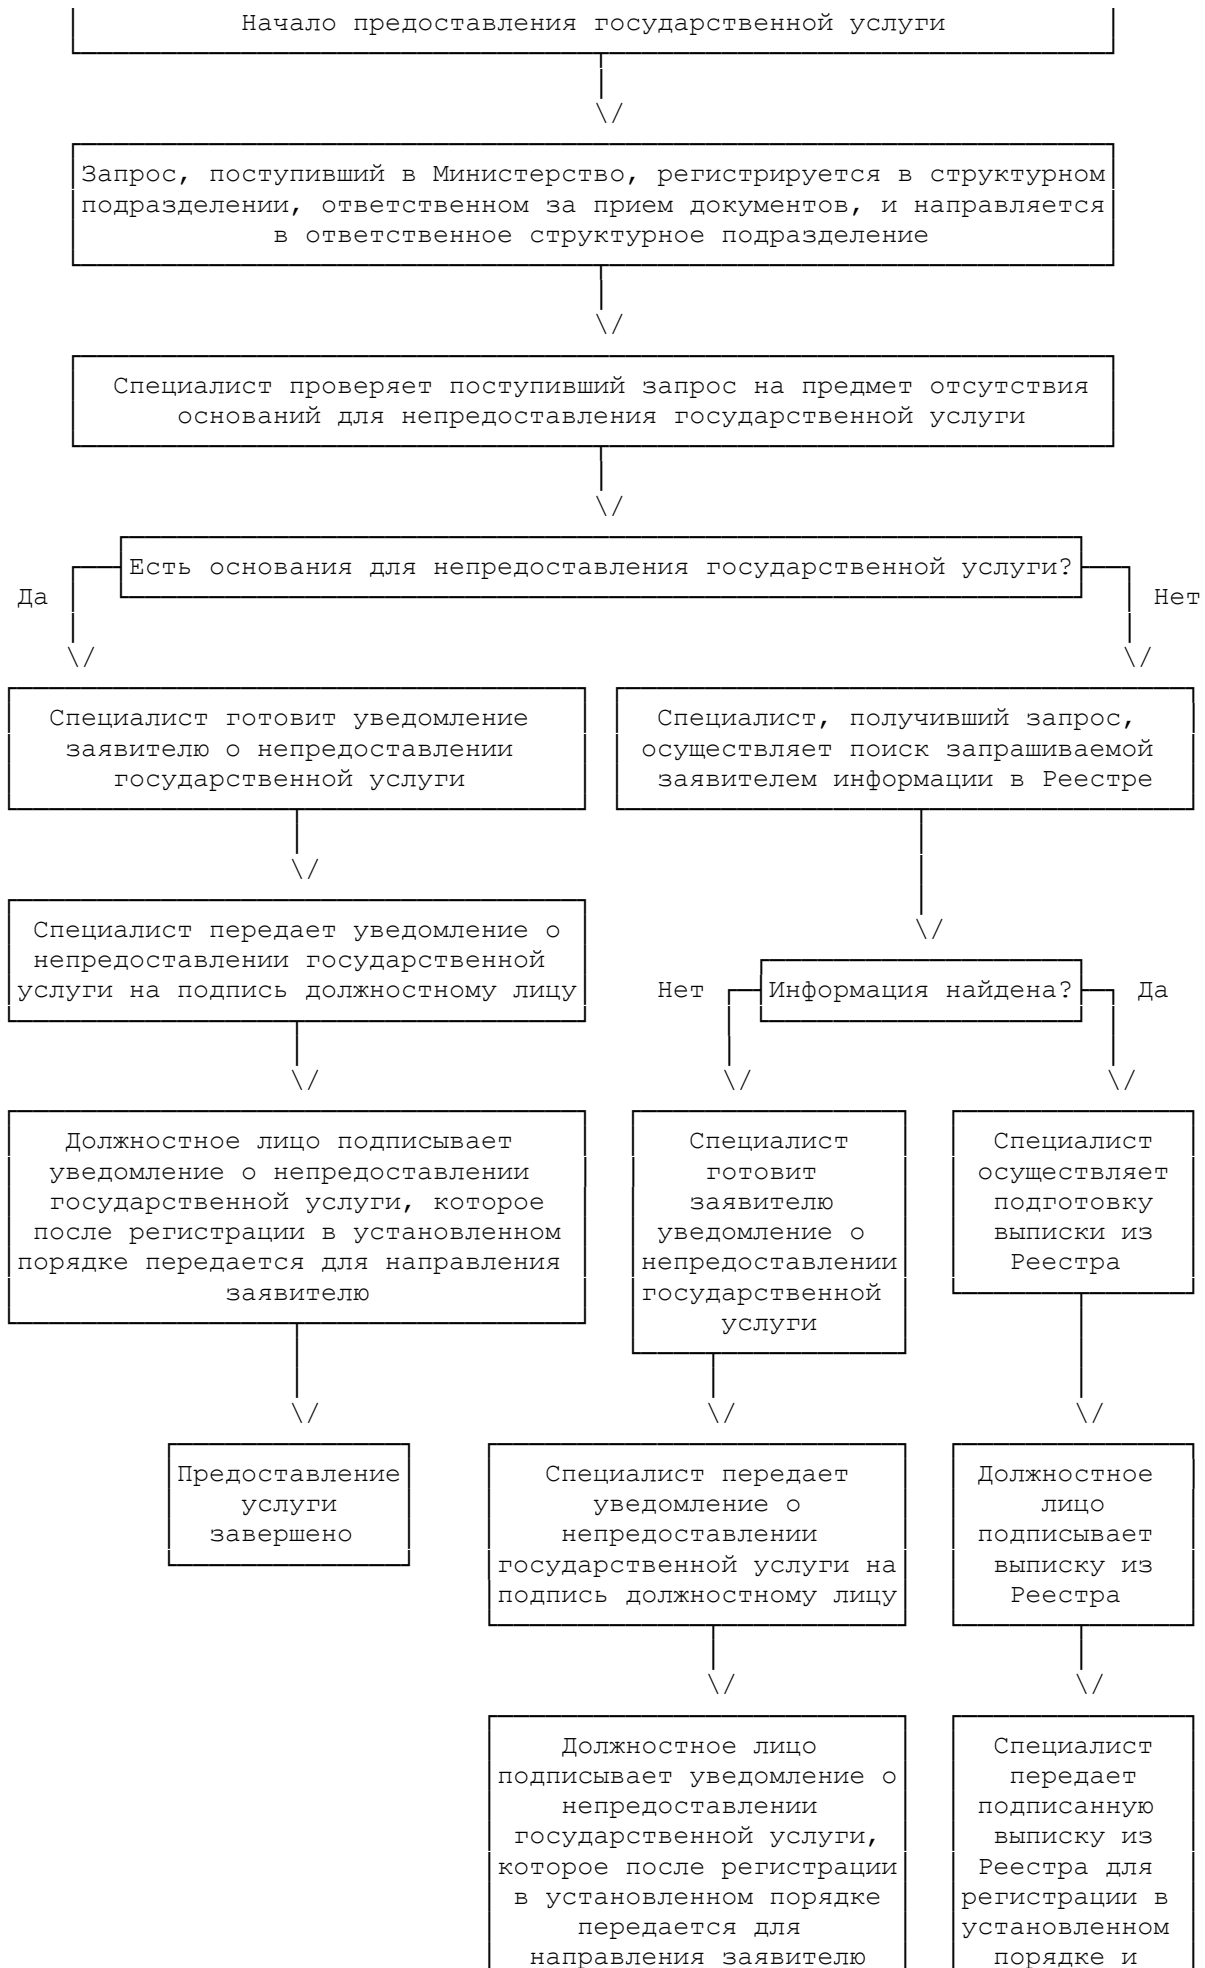 Начало предоставления государственной услуги
Запрос, поступивший в Министерство, регистрируется в структурном
подразделении, ответственном за прием документов, и направляется
в ответственное структурное подразделение
Специалист проверяет поступивший запрос на предмет отсутствия
оснований для непредоставления государственной услуги
Есть основания для непредоставления государственной услуги?
Да
Нет
Специалист готовит уведомление
заявителю о непредоставлении
государственной услуги
Специалист, получивший запрос,
осуществляет поиск запрашиваемой
заявителем информации в Реестре
Специалист передает уведомление о
непредоставлении государственной
услуги на подпись должностному лицу
Нет
Информация найдена?
Да
Должностное лицо подписывает
уведомление о непредоставлении
государственной услуги, которое
после регистрации в установленном
порядке передается для направления
заявителю
Специалист
готовит
заявителю
уведомление о
непредоставлении
государственной
услуги
Специалист
осуществляет
подготовку
выписки из
Реестра
Предоставление
услуги
завершено
Специалист передает
уведомление о
непредоставлении
государственной услуги на
подпись должностному лицу
Должностное
лицо
подписывает
выписку из
Реестра
Должностное лицо
подписывает уведомление о
непредоставлении
государственной услуги,
которое после регистрации
в установленном порядке
передается для
направления заявителю
Специалист
передает
подписанную
выписку из
Реестра для
регистрации в
установленном
порядке и